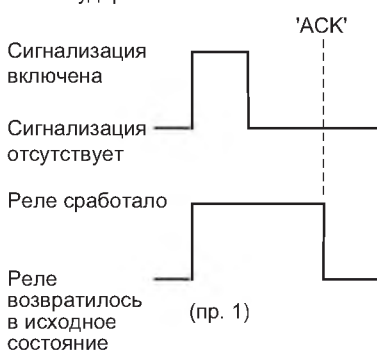 'ACK'
Сигнализация
включена
Сигнализация
отсутствует
Реле сработало
Реле
возвратилось
в исходное
состояние
(пр. 1)